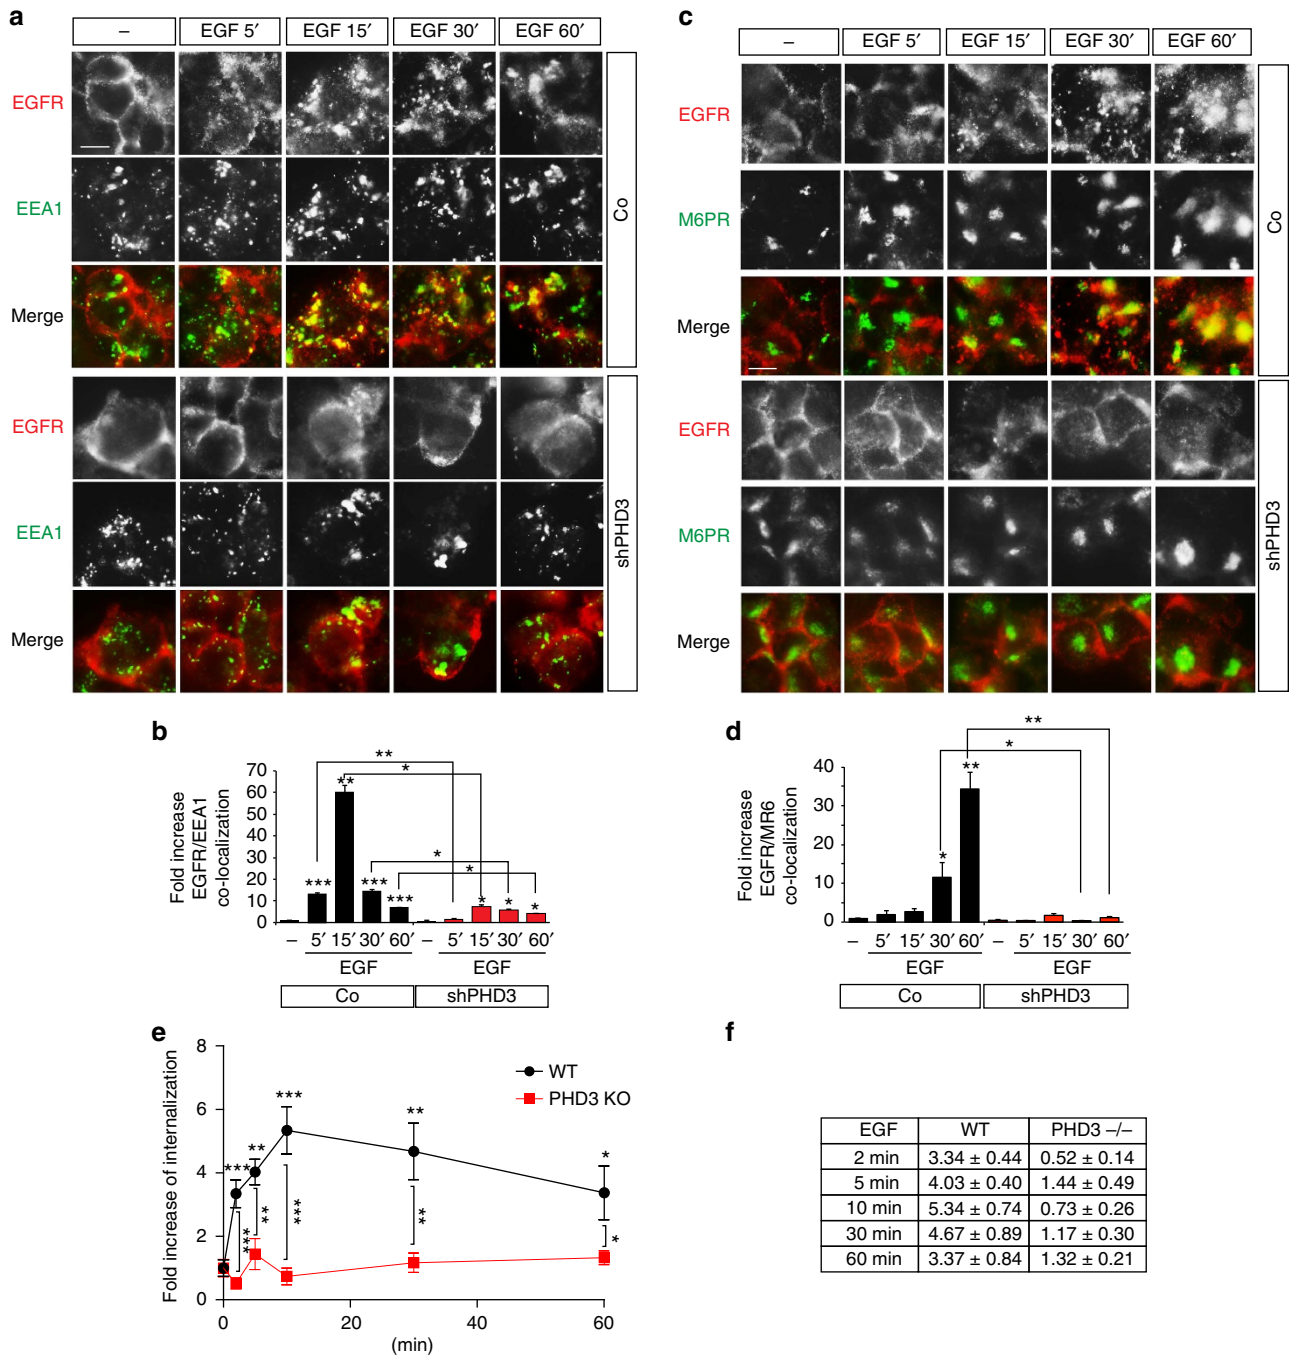 a
– EGF 5′ EGF 15′ EGF 30′ EGF 60′
EGFR
EEA1
Merge
Co
EGFR
EEA1
Merge
shPHD3
c
– EGF 5′ EGF 15′ EGF 30′ EGF 60′
EGFR
M6PR
Merge
Co
EGFR
M6PR
Merge
shPHD3
b
Fold increase
EGFR/EEA1
co-localization
70
60
50
40
30
20
10
0
** 
*
*
*
*** ** *** *** * * *
– 5′ 15′ 30′ 60′ – 5′ 15′ 30′ 60′
EGF EGF
Co shPHD3
d
Fold increase
EGFR/MR6
co-localization
40
30
20
10
0
**
*
* **
– 5′ 15′ 30′ 60′ – 5′ 15′ 30′ 60′
EGF EGF
Co shPHD3
e
Fold increase of internalization
8
6
4
2
0
WT
PHD3 KO
*** ** *** ** *
*** ** *** ** *
0 20 40 60
(min)
f
EGF WT PHD3 –/–
2 min 3.34 ± 0.44 0.52 ± 0.14
5 min 4.03 ± 0.40 1.44 ± 0.49
10 min 5.34 ± 0.74 0.73 ± 0.26
30 min 4.67 ± 0.89 1.17 ± 0.30
60 min 3.37 ± 0.84 1.32 ± 0.21